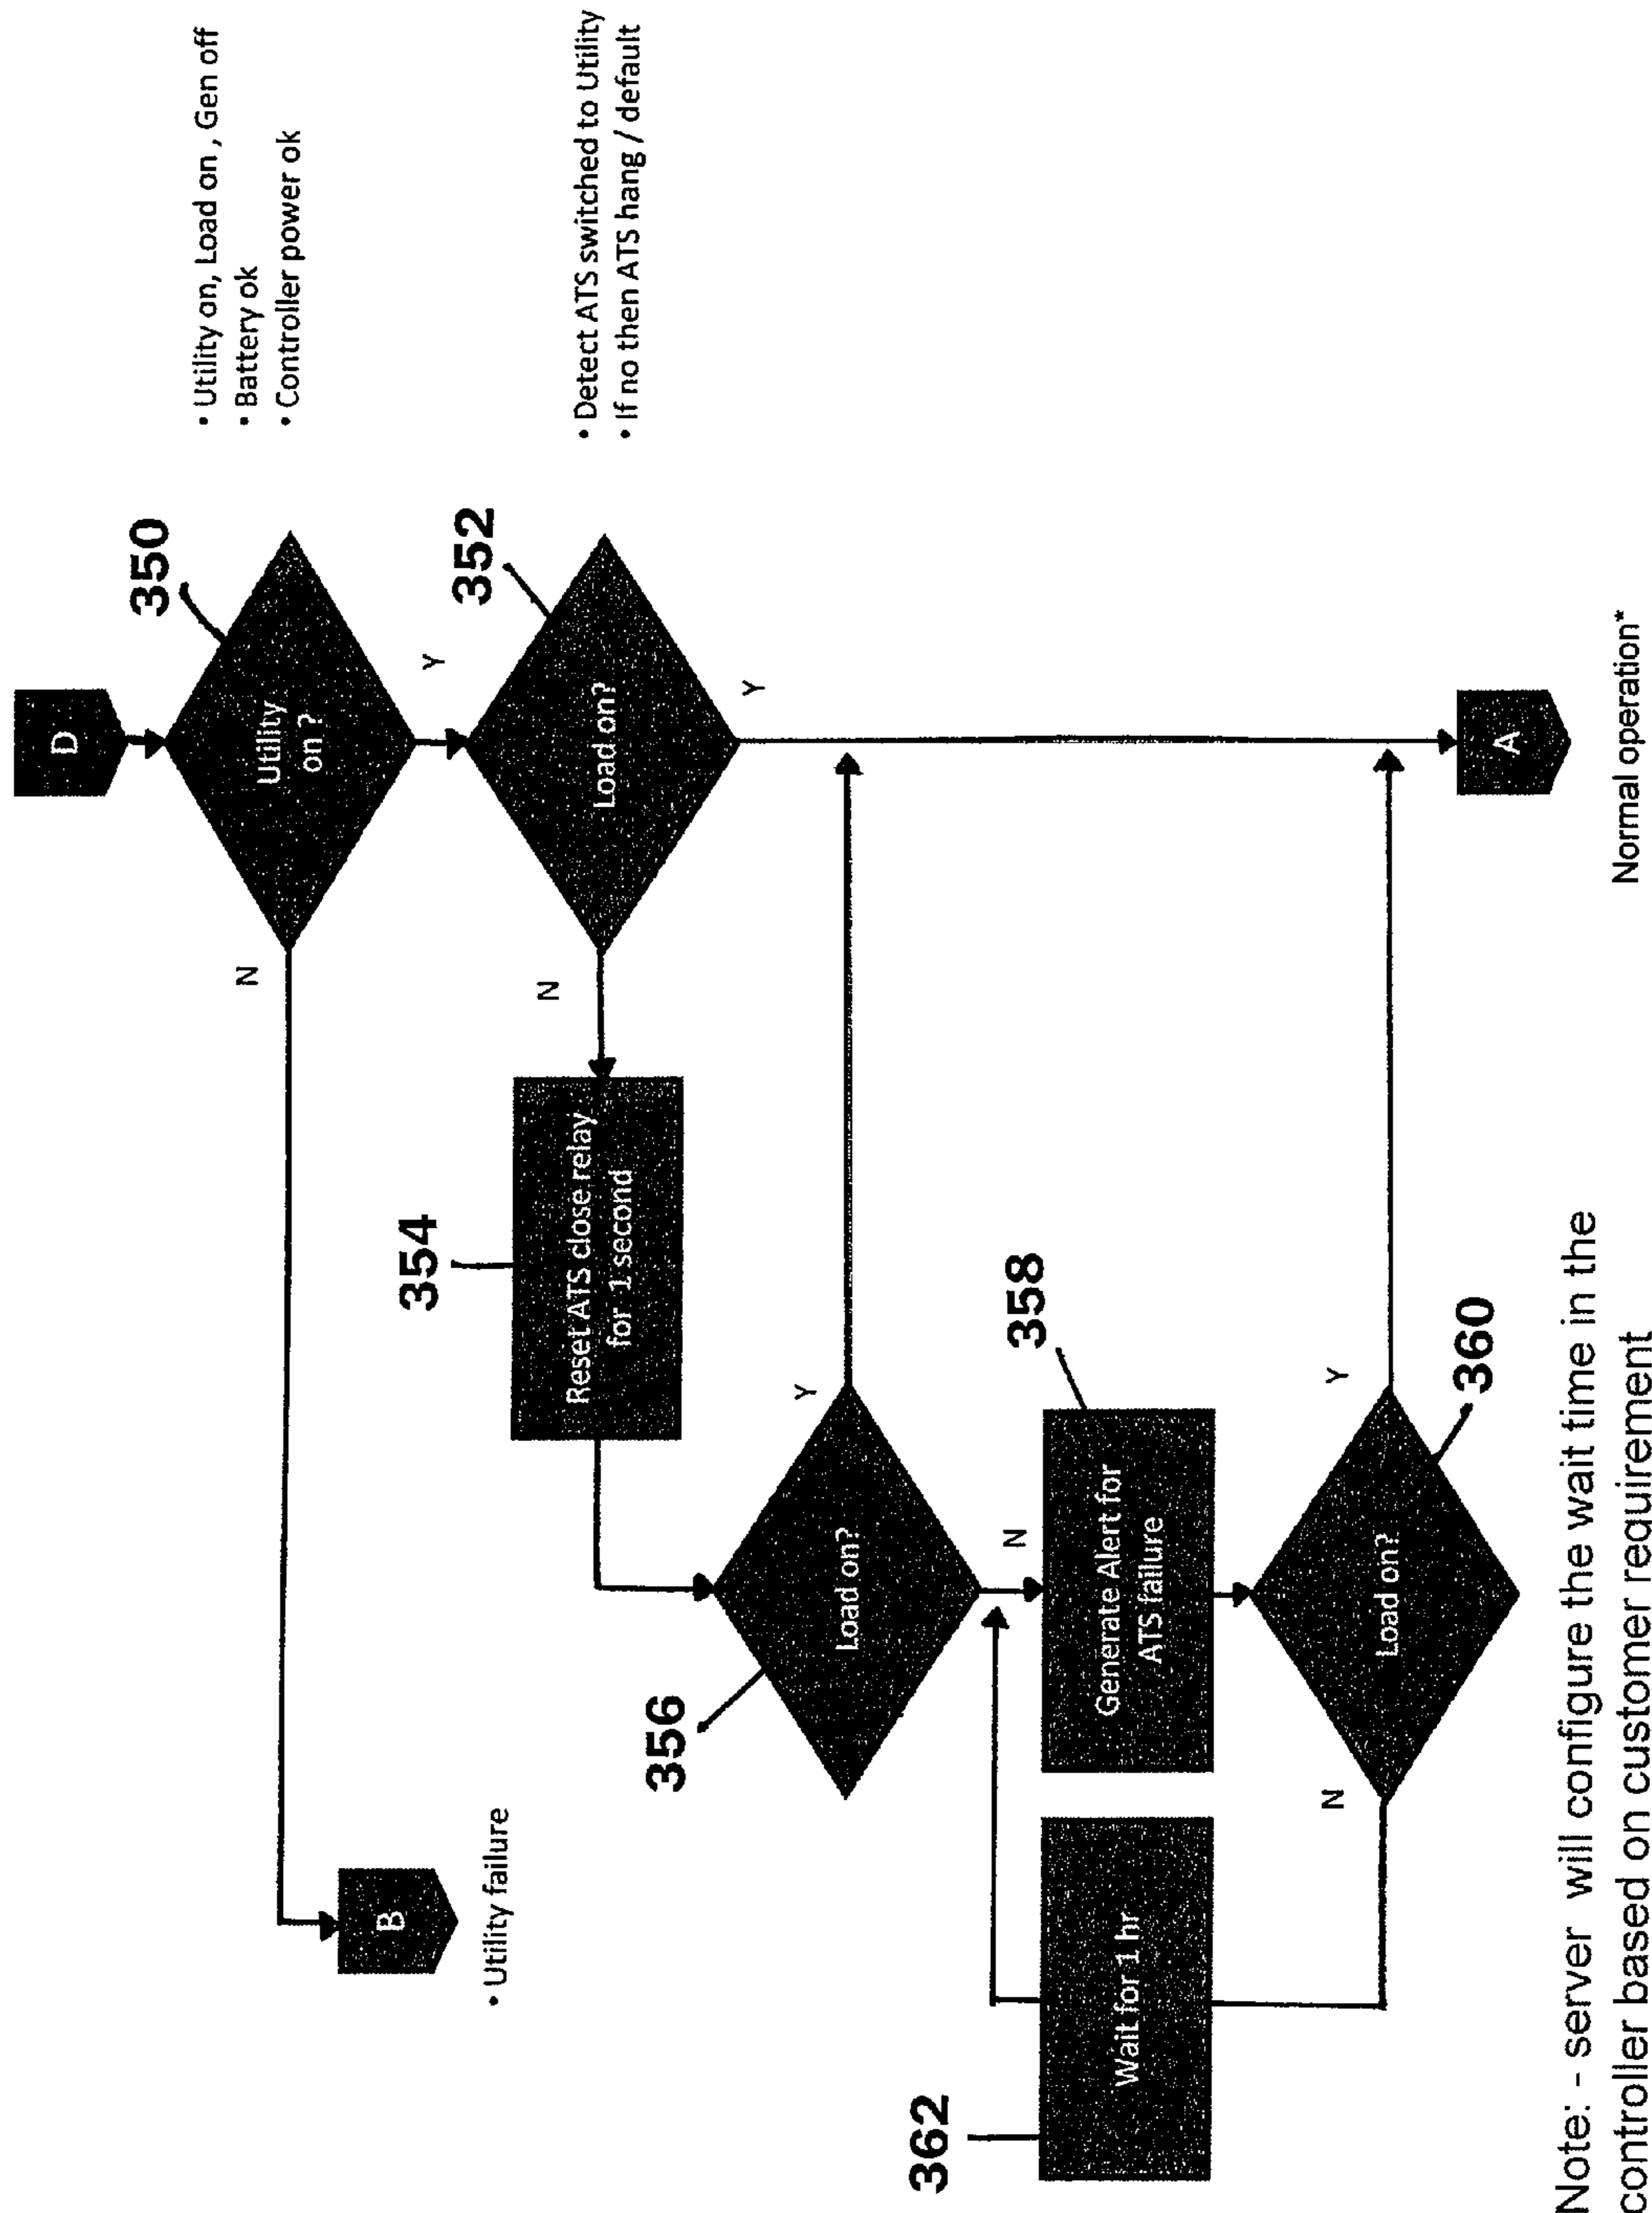 D
350
Utility
on ?
• Utility on, Load on , Gen off
• Battery ok
• Controller power ok
N
Y
B
• Utility failure
352
Load on?
• Detect ATS switched to Utility
• If no then ATS hang / default
N
Y
354
Reset ATS close relay
for 1 second
356
Load on?
Y
N
358
Generate Alert for
ATS failure
362
Wait for 1 hr
360
Load on?
Y
N
A
Normal operation*
Note: - server will configure the wait time in the
controller based on customer requirement